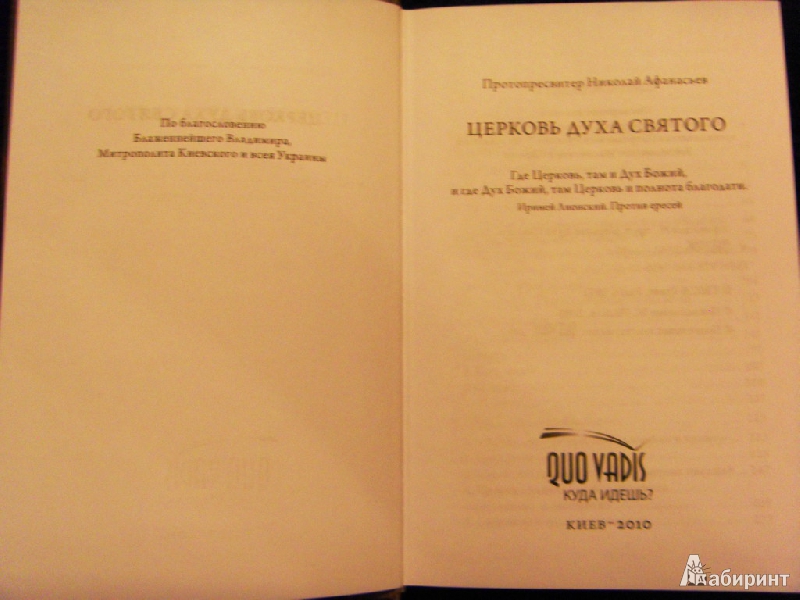 По благословению
Блаженнейшего Владимира,
Митрополита Киевского и всея Украины
Протопресвитер Николай Афанасьев
ЦЕРКОВЬ ДУХА СВЯТОГО
Где Церковь, там и Дух Божий,
и где Дух Божий, там Церковь и полнота благодати.
Ириней Лионский. Против ересей
QUO VADIS
КУДА ИДЕШЬ?
КИЕВ–2010
Лабиринт